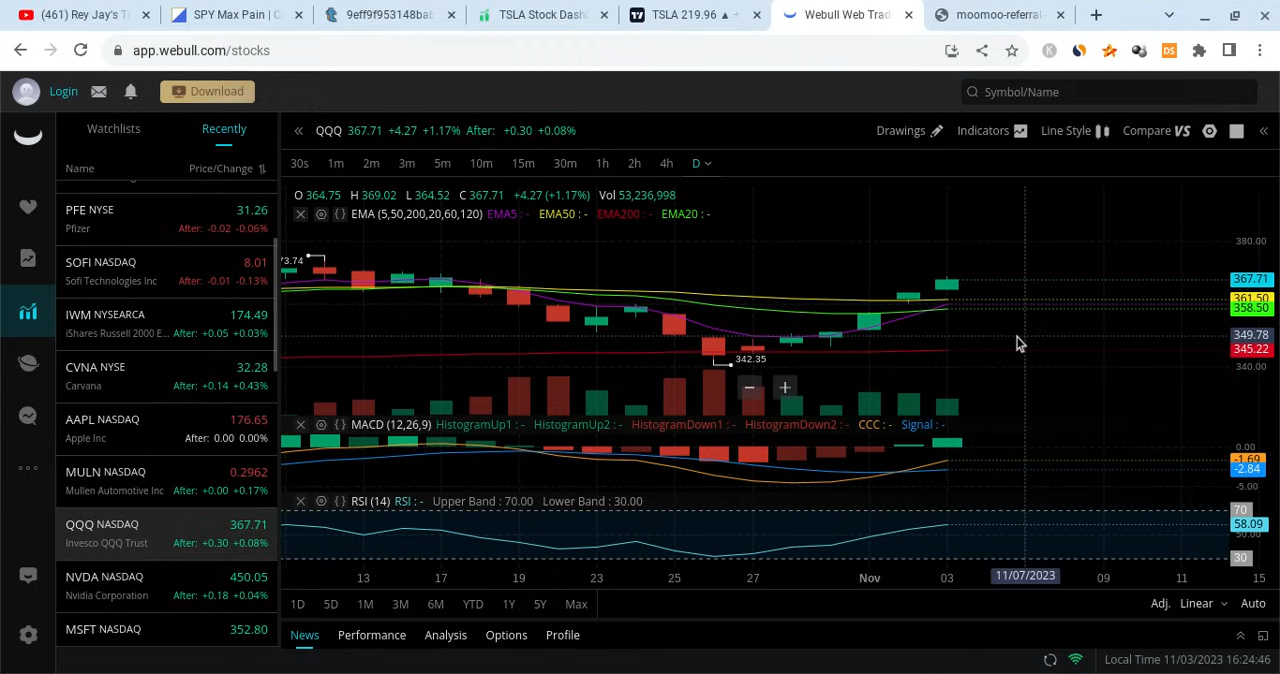 (461) Rey Jay's Ti
SPY Max Pain | C
9eff9f953148bab
TSLA Stock Dash
TSLA 219.96 ▲ +
Webull Web Trad
moomoo-referral
app.webull.com/stocks
Login
Download
Symbol/Name
Watchlists
Recently
Name
Price/Change
PFE NYSE 31.26
Pfizer After: -0.02 -0.06%
SOFI NASDAQ 8.01
Sofi Technologies Inc After: -0.01 -0.13%
IWM NYSEARCA 174.49
iShares Russell 2000 E... After: +0.05 +0.03%
CVNA NYSE 32.28
Carvana After: +0.14 +0.43%
AAPL NASDAQ 176.65
Apple Inc After: 0.00 0.00%
MULN NASDAQ 0.2962
Mullen Automotive Inc After: +0.00 +0.17%
QQQ NASDAQ 367.71
Invesco QQQ Trust After: +0.30 +0.08%
NVDA NASDAQ 450.05
Nvidia Corporation After: +0.18 +0.04%
MSFT NASDAQ 352.80
QQQ 367.71 +4.27 +1.17% After: +0.30 +0.08%
Drawings
Indicators
Line Style
Compare VS
30s 1m 2m 3m 5m 10m 15m 30m 1h 2h 4h D
O 364.75 H 369.02 L 364.52 C 367.71 +4.27 (+1.17%) Vol 53,236,998
EMA (5,50,200,20,60,120) EMA5 : - EMA50 : - EMA200 : - EMA20 : -
73.74
342.35
380.00
367.71
361.50
358.50
349.78
345.22
340.00
MACD (12,26,9) HistogramUp1 : - HistogramUp2 : - HistogramDown1 : - HistogramDown2 : - CCC : - Signal : -
0.00
-1.69
-2.84
-5.00
RSI (14) RSI : - Upper Band : 70.00 Lower Band : 30.00
70
58.09
50.00
30
13 17 19 23 25 27 Nov 03 11/07/2023 09 11 15
1D 5D 1M 3M 6M YTD 1Y 5Y Max
Adj. Linear Auto
News Performance Analysis Options Profile
Local Time 11/03/2023 16:24:46